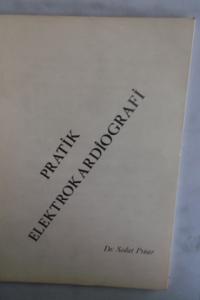 PRATİK
ELEKTROKARDİOGRAFİ
Dr. Sedat Pınar